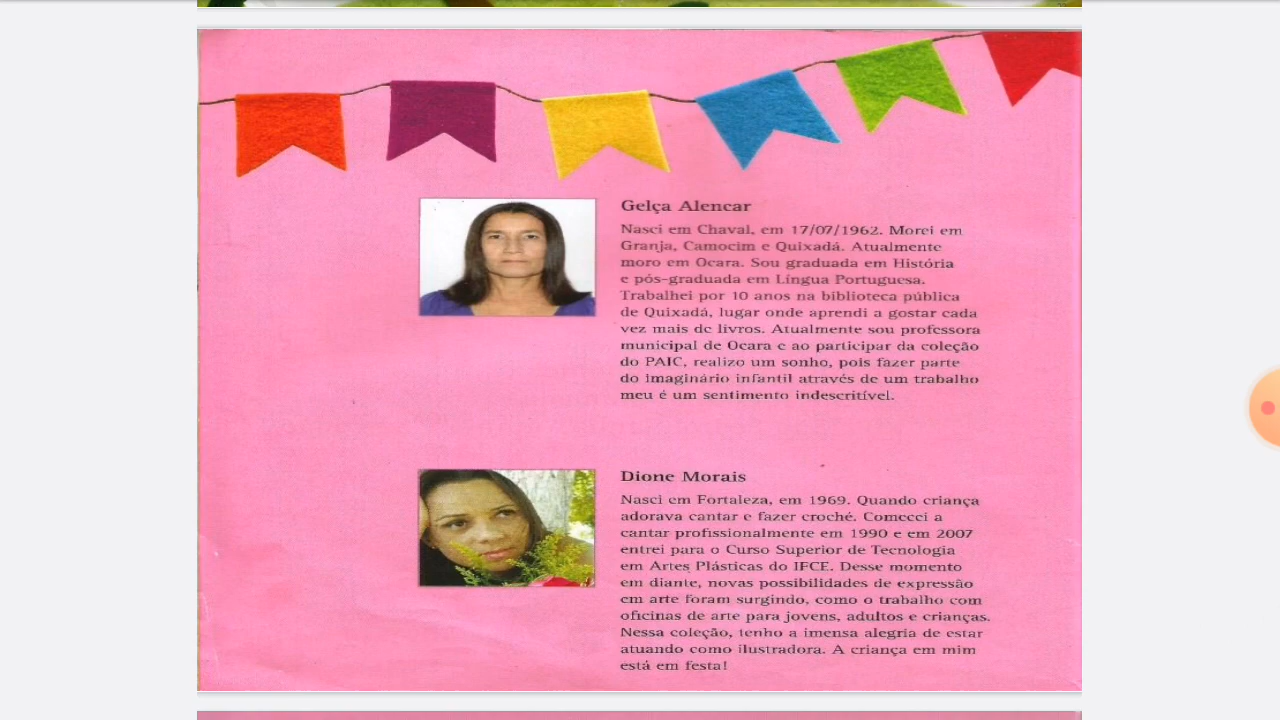 Gelça Alencar
Nasci em Chaval, em 17/07/1962. Morei em
Granja, Camocim e Quixadá. Atualmente
moro em Ocara. Sou graduada em História
e pós-graduada em Língua Portuguesa.
Trabalhei por 10 anos na biblioteca pública
de Quixadá, lugar onde aprendi a gostar cada
vez mais de livros. Atualmente sou professora
municipal de Ocara e ao participar da coleção
do PAIC, realizo um sonho, pois fazer parte
do imaginário infantil através de um trabalho
meu é um sentimento indescritível.
Dione Morais
Nasci em Fortaleza, em 1969. Quando criança
adorava cantar e fazer croché. Comecei a
cantar profissionalmente em 1990 e em 2007
entrei para o Curso Superior de Tecnologia
em Artes Plásticas do IFCE. Desse momento
em diante, novas possibilidades de expressão
em arte foram surgindo, como o trabalho com
oficinas de arte para jovens, adultos e crianças.
Nessa coleção, tenho a imensa alegria de estar
atuando como ilustradora. A criança em mim
está em festa!